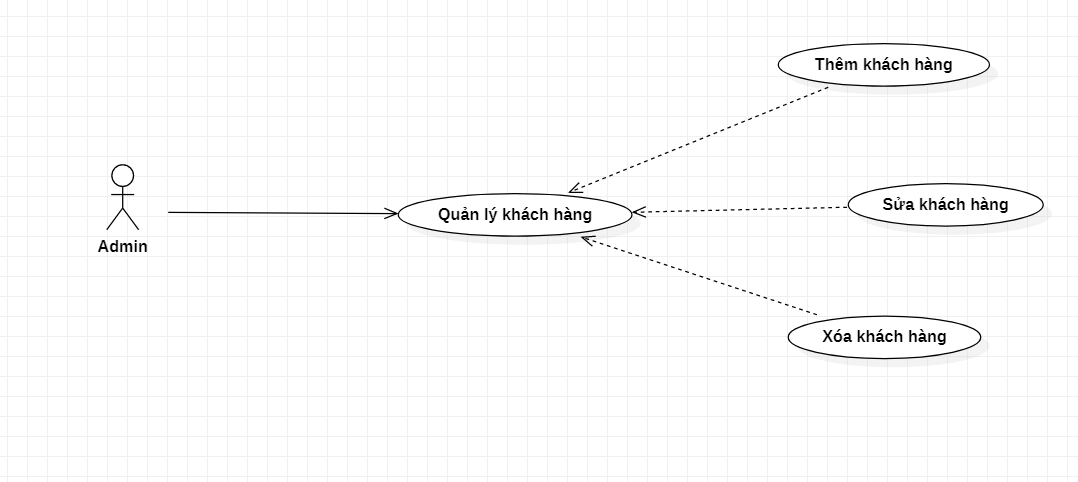 Thêm khách hàng
Quản lý khách hàng
Sửa khách hàng
Admin
Xóa khách hàng